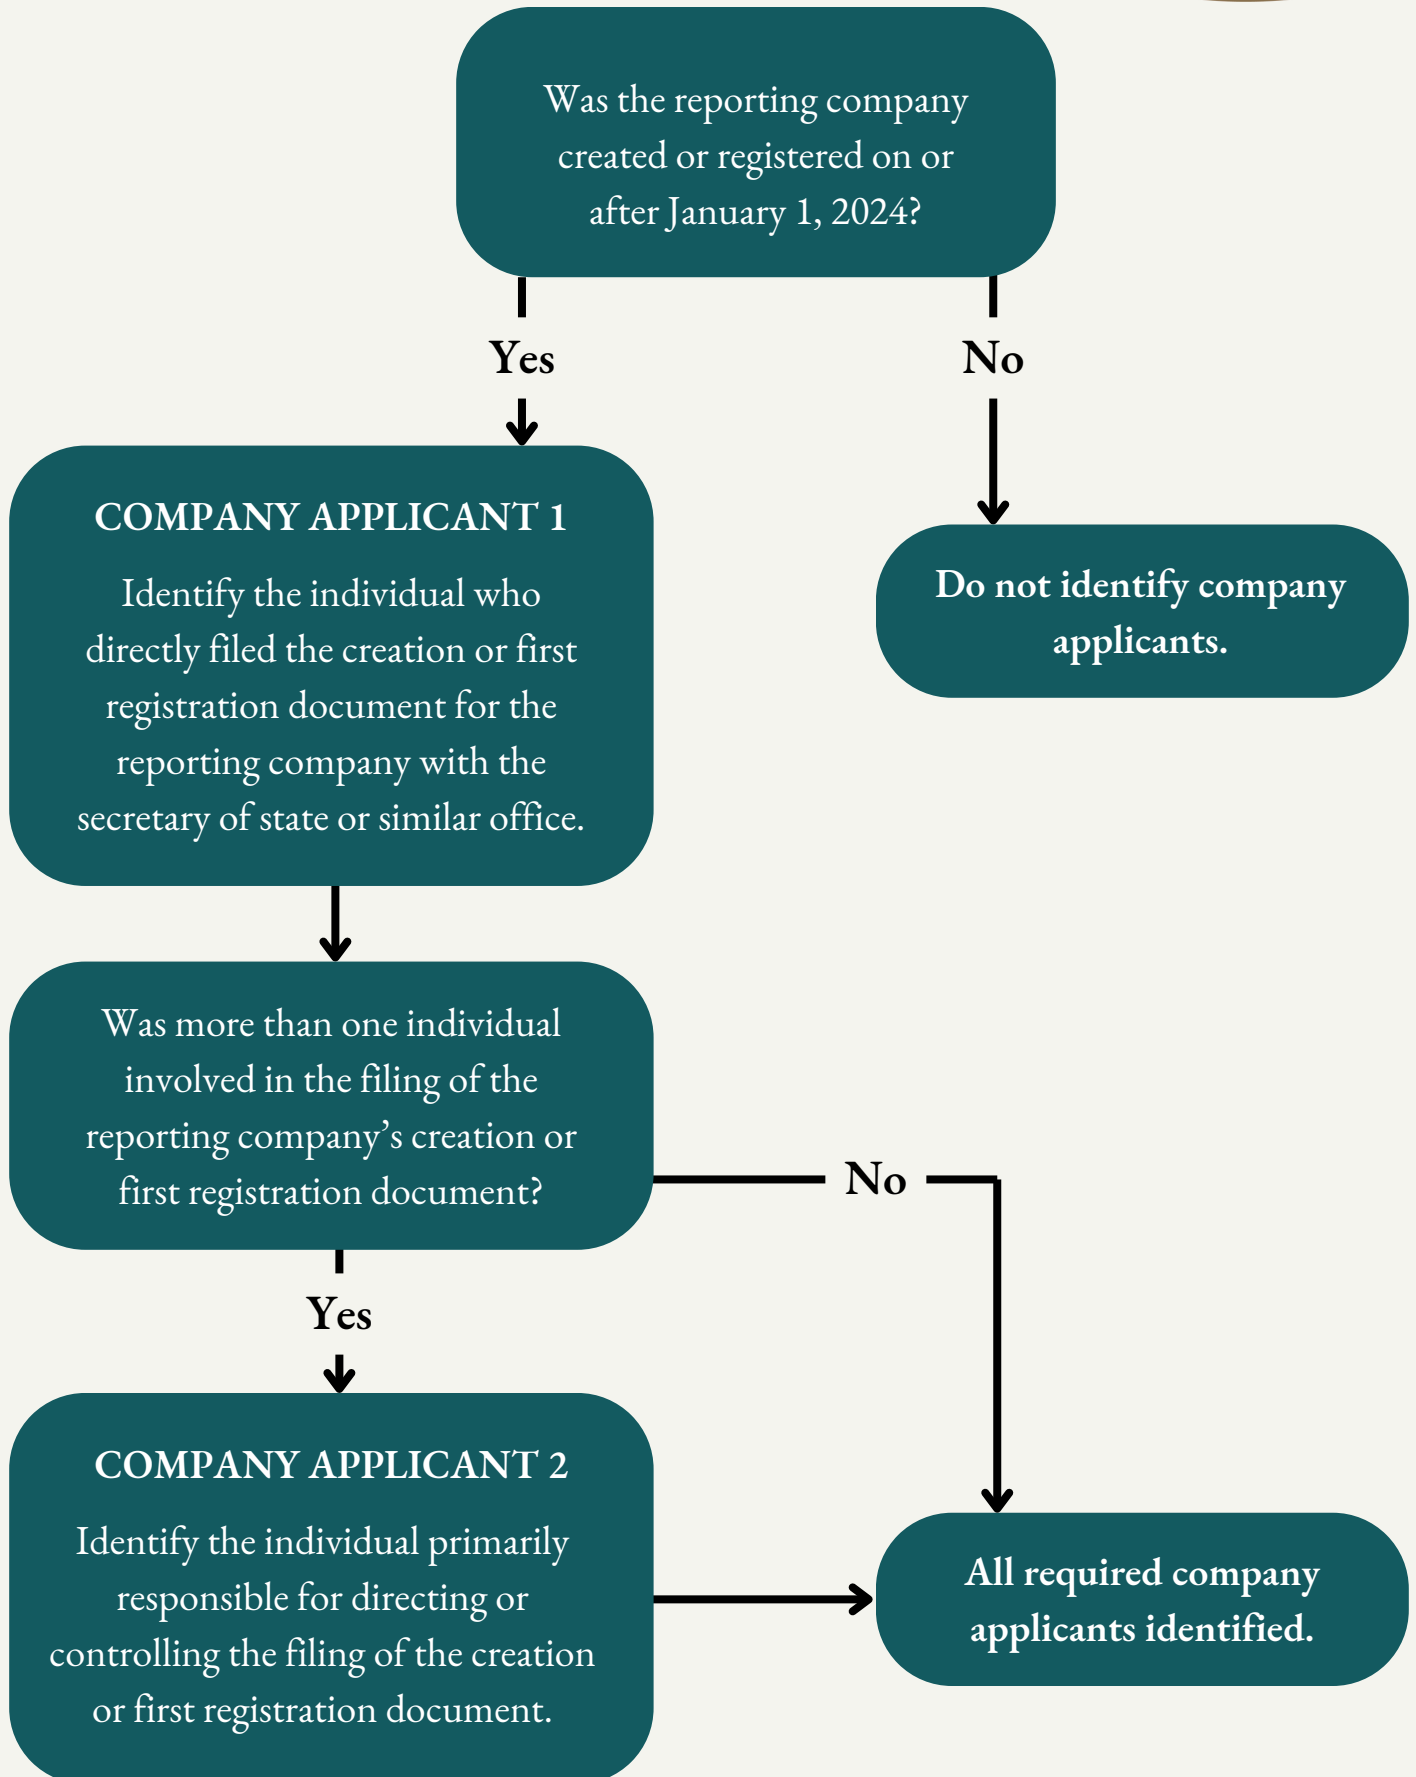 Was the reporting company
created or registered on or
after January 1, 2024?
Yes
No
COMPANY APPLICANT 1
Identify the individual who
directly filed the creation or first
registration document for the
reporting company with the
secretary of state or similar office.
Do not identify company
applicants.
Was more than one individual
involved in the filing of the
reporting company’s creation or
first registration document?
No
Yes
COMPANY APPLICANT 2
Identify the individual primarily
responsible for directing or
controlling the filing of the creation
or first registration document.
All required company
applicants identified.